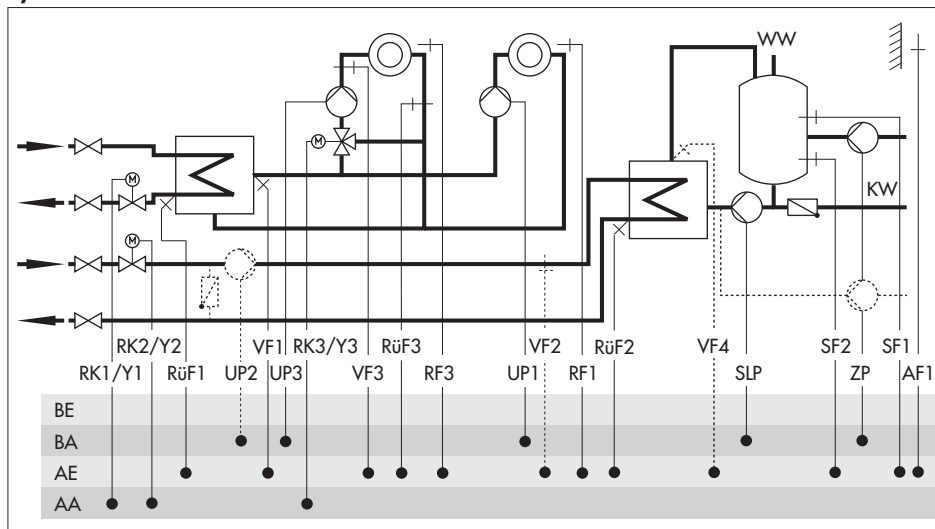 WW
M
M
KW
M
RK2/Y2 VF1 RK3/Y3 RüF3 VF2 RüF2 VF4 SF2 SF1
RK1/Y1 RüF1 UP2 UP3 VF3 RF3 UP1 RF1 SLP ZP AF1
BE
BA
AE
AA